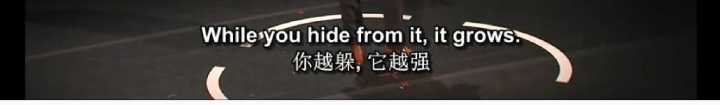 While you hide from it, it grows.
你越躲, 它越强